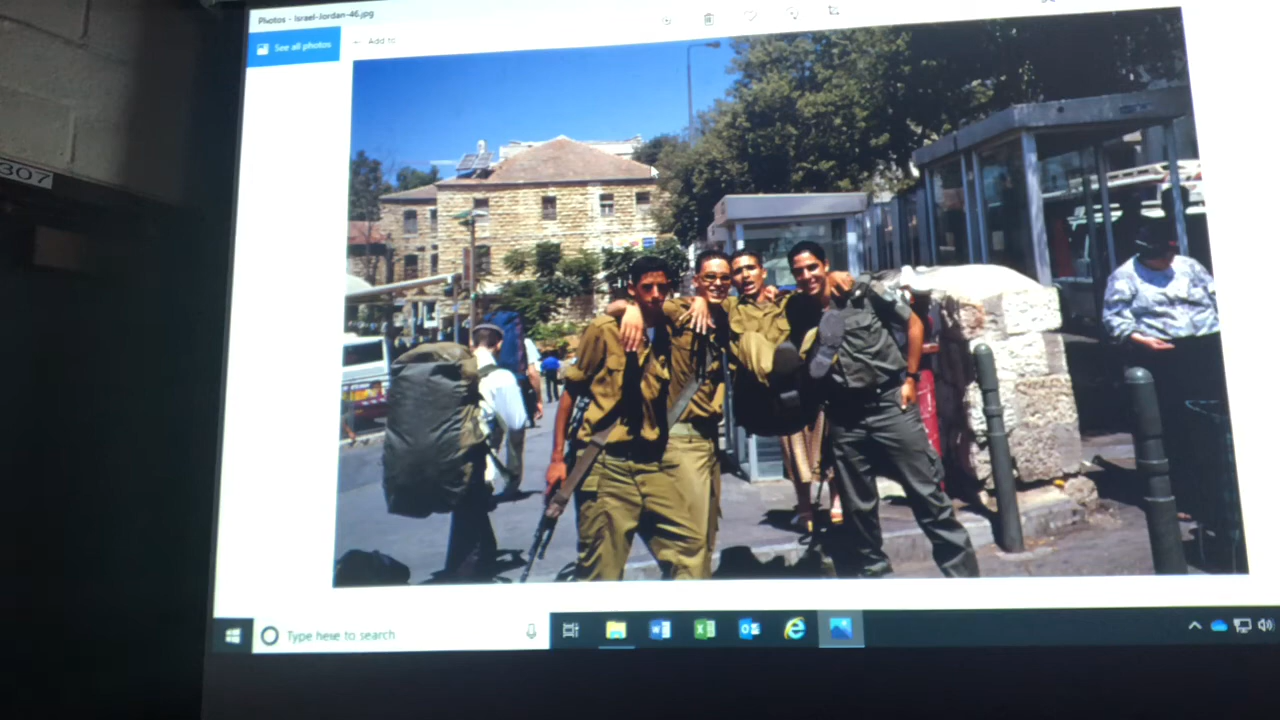 Photos - Israel-Jordan-46.jpg
See all photos
Add to
307
Type here to search